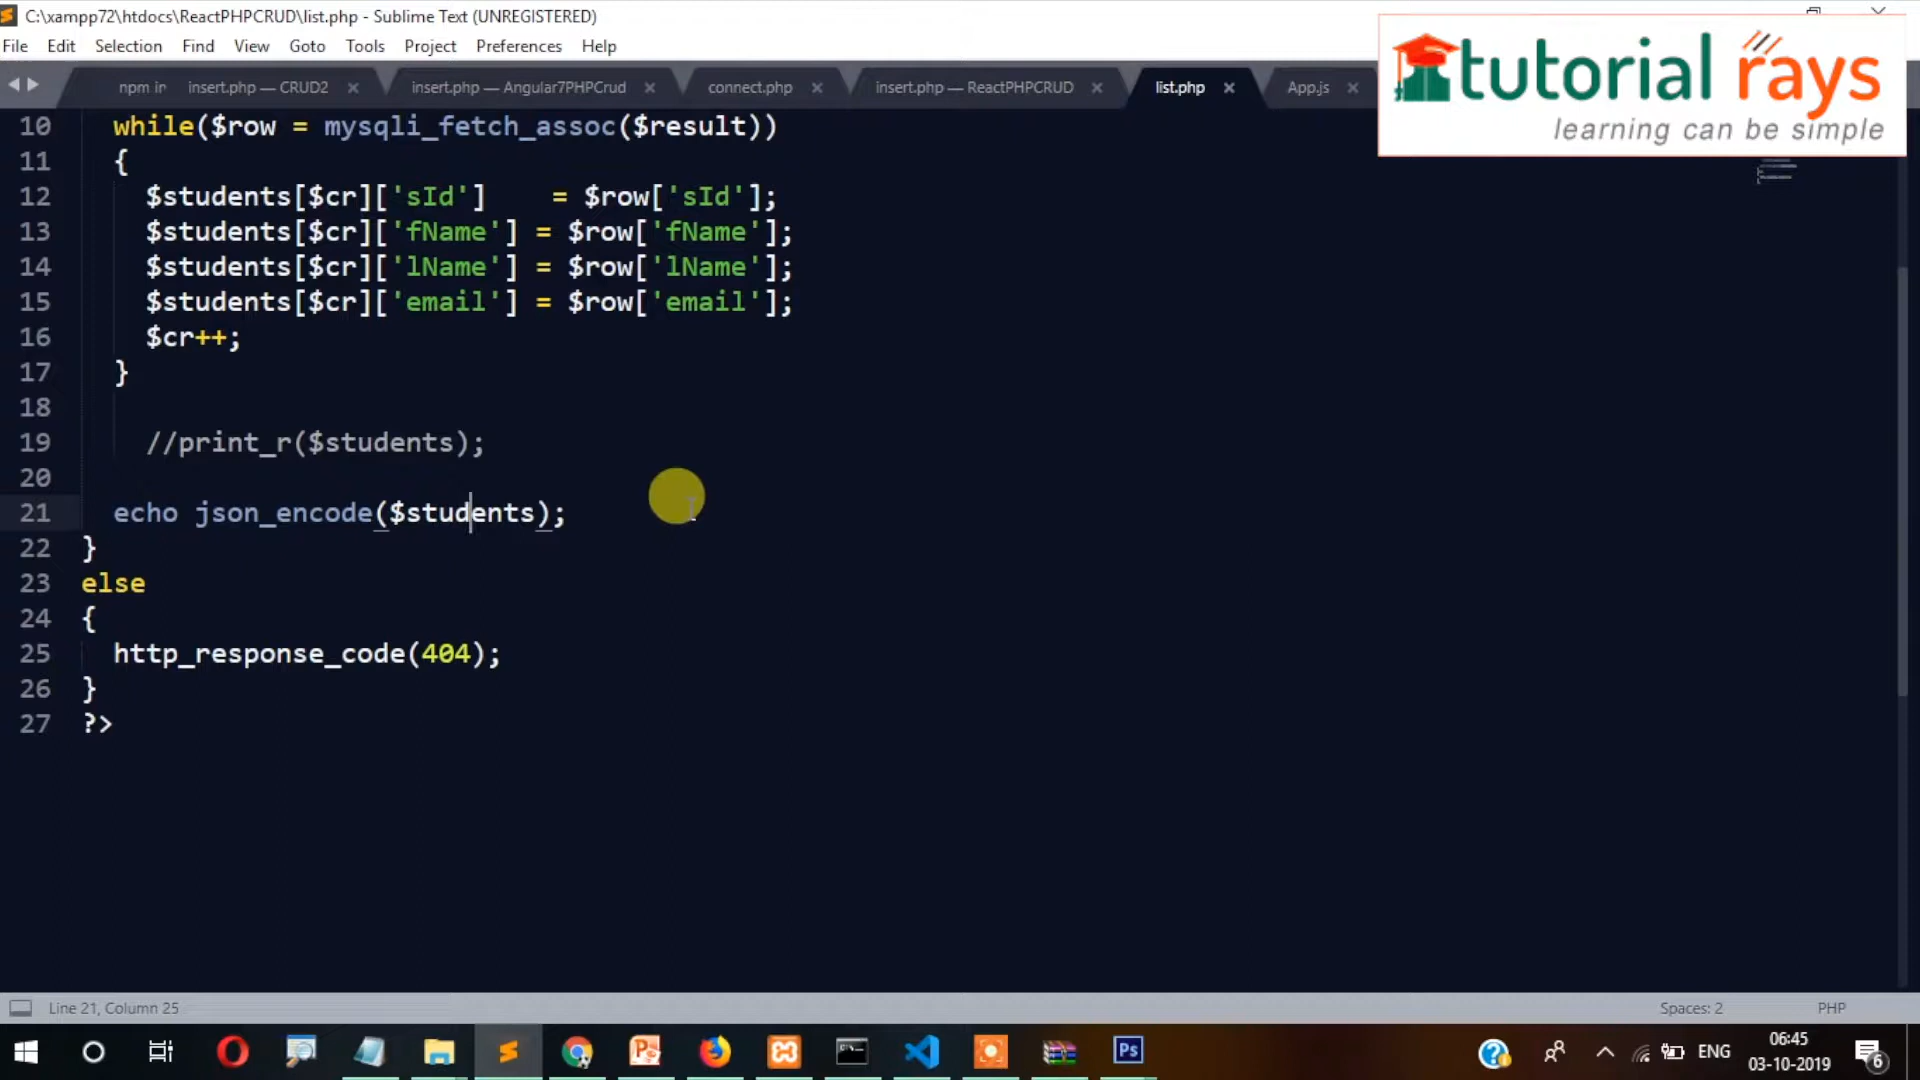 C:\xampp72\htdocs\ReactPHPCRUD\list.php - Sublime Text (UNREGISTERED)
File Edit Selection Find View Goto Tools Project Preferences Help
npm in insert.php — CRUD2 insert.php — Angular7PHPCrud connect.php insert.php — ReactPHPCRUD list.php App.js
tutorial rays
learning can be simple
10 while($row = mysqli_fetch_assoc($result))
11 {
12 $students[$cr]['sId'] = $row['sId'];
13 $students[$cr]['fName'] = $row['fName'];
14 $students[$cr]['lName'] = $row['lName'];
15 $students[$cr]['email'] = $row['email'];
16 $cr++;
17 }
18
19 //print_r($students);
20
21 echo json_encode($students);
22 }
23 else
24 {
25 http_response_code(404);
26 }
27 ?>
Line 21, Column 25 Spaces: 2 PHP
ENG 06:45
03-10-2019
6
Ps